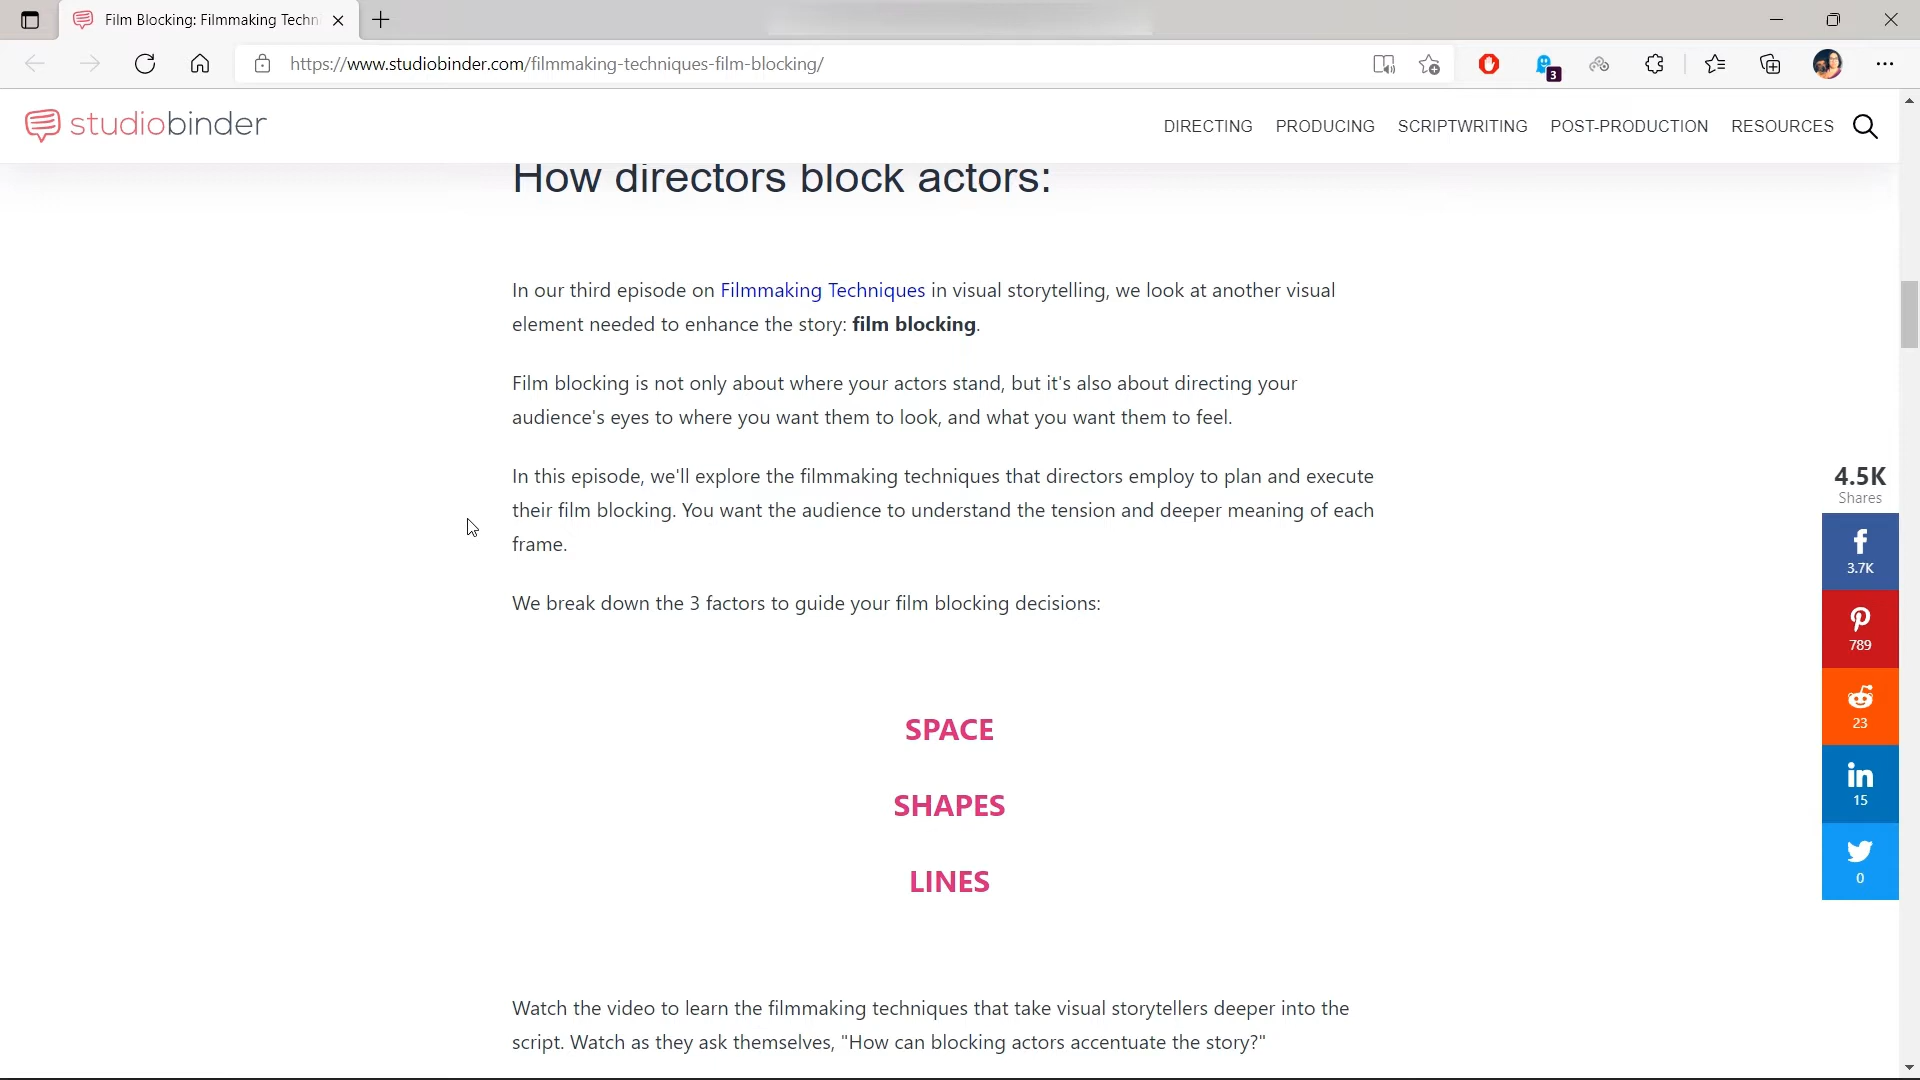 Film Blocking: Filmmaking Techn
https://www.studiobinder.com/filmmaking-techniques-film-blocking/
3
studiobinder
DIRECTING PRODUCING SCRIPTWRITING POST-PRODUCTION RESOURCES
How directors block actors:
In our third episode on Filmmaking Techniques in visual storytelling, we look at another visual
element needed to enhance the story: film blocking.
Film blocking is not only about where your actors stand, but it's also about directing your
audience's eyes to where you want them to look, and what you want them to feel.
In this episode, we'll explore the filmmaking techniques that directors employ to plan and execute
their film blocking. You want the audience to understand the tension and deeper meaning of each
frame.
We break down the 3 factors to guide your film blocking decisions:
SPACE
SHAPES
LINES
Watch the video to learn the filmmaking techniques that take visual storytellers deeper into the
script. Watch as they ask themselves, "How can blocking actors accentuate the story?"
4.5K
Shares
3.7K
789
23
15
0